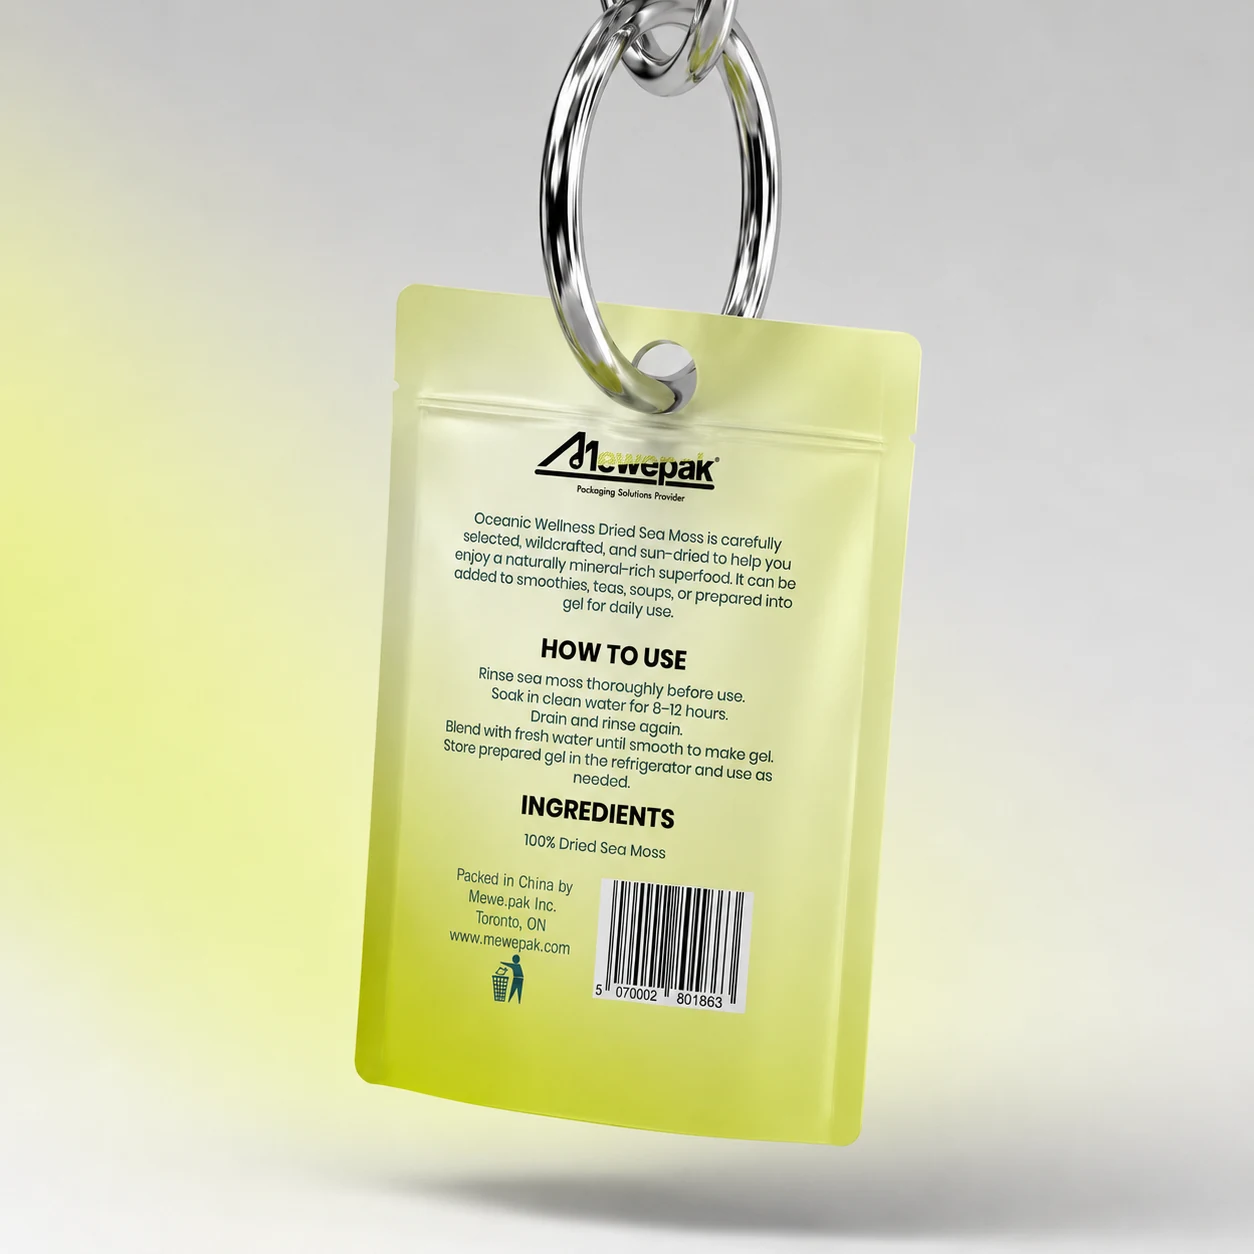 Mewepak®
Packaging Solutions Provider
Oceanic Wellness Dried Sea Moss is carefully
selected, wildcrafted, and sun-dried to help you
enjoy a naturally mineral-rich superfood. It can be
added to smoothies, teas, soups, or prepared into
gel for daily use.
HOW TO USE
Rinse sea moss thoroughly before use.
Soak in clean water for 8–12 hours.
Drain and rinse again.
Blend with fresh water until smooth to make gel.
Store prepared gel in the refrigerator and use as
needed.
INGREDIENTS
100% Dried Sea Moss
Packed in China by
Mewe.pak Inc.
Toronto, ON
www.mewepak.com
5 070002 801863